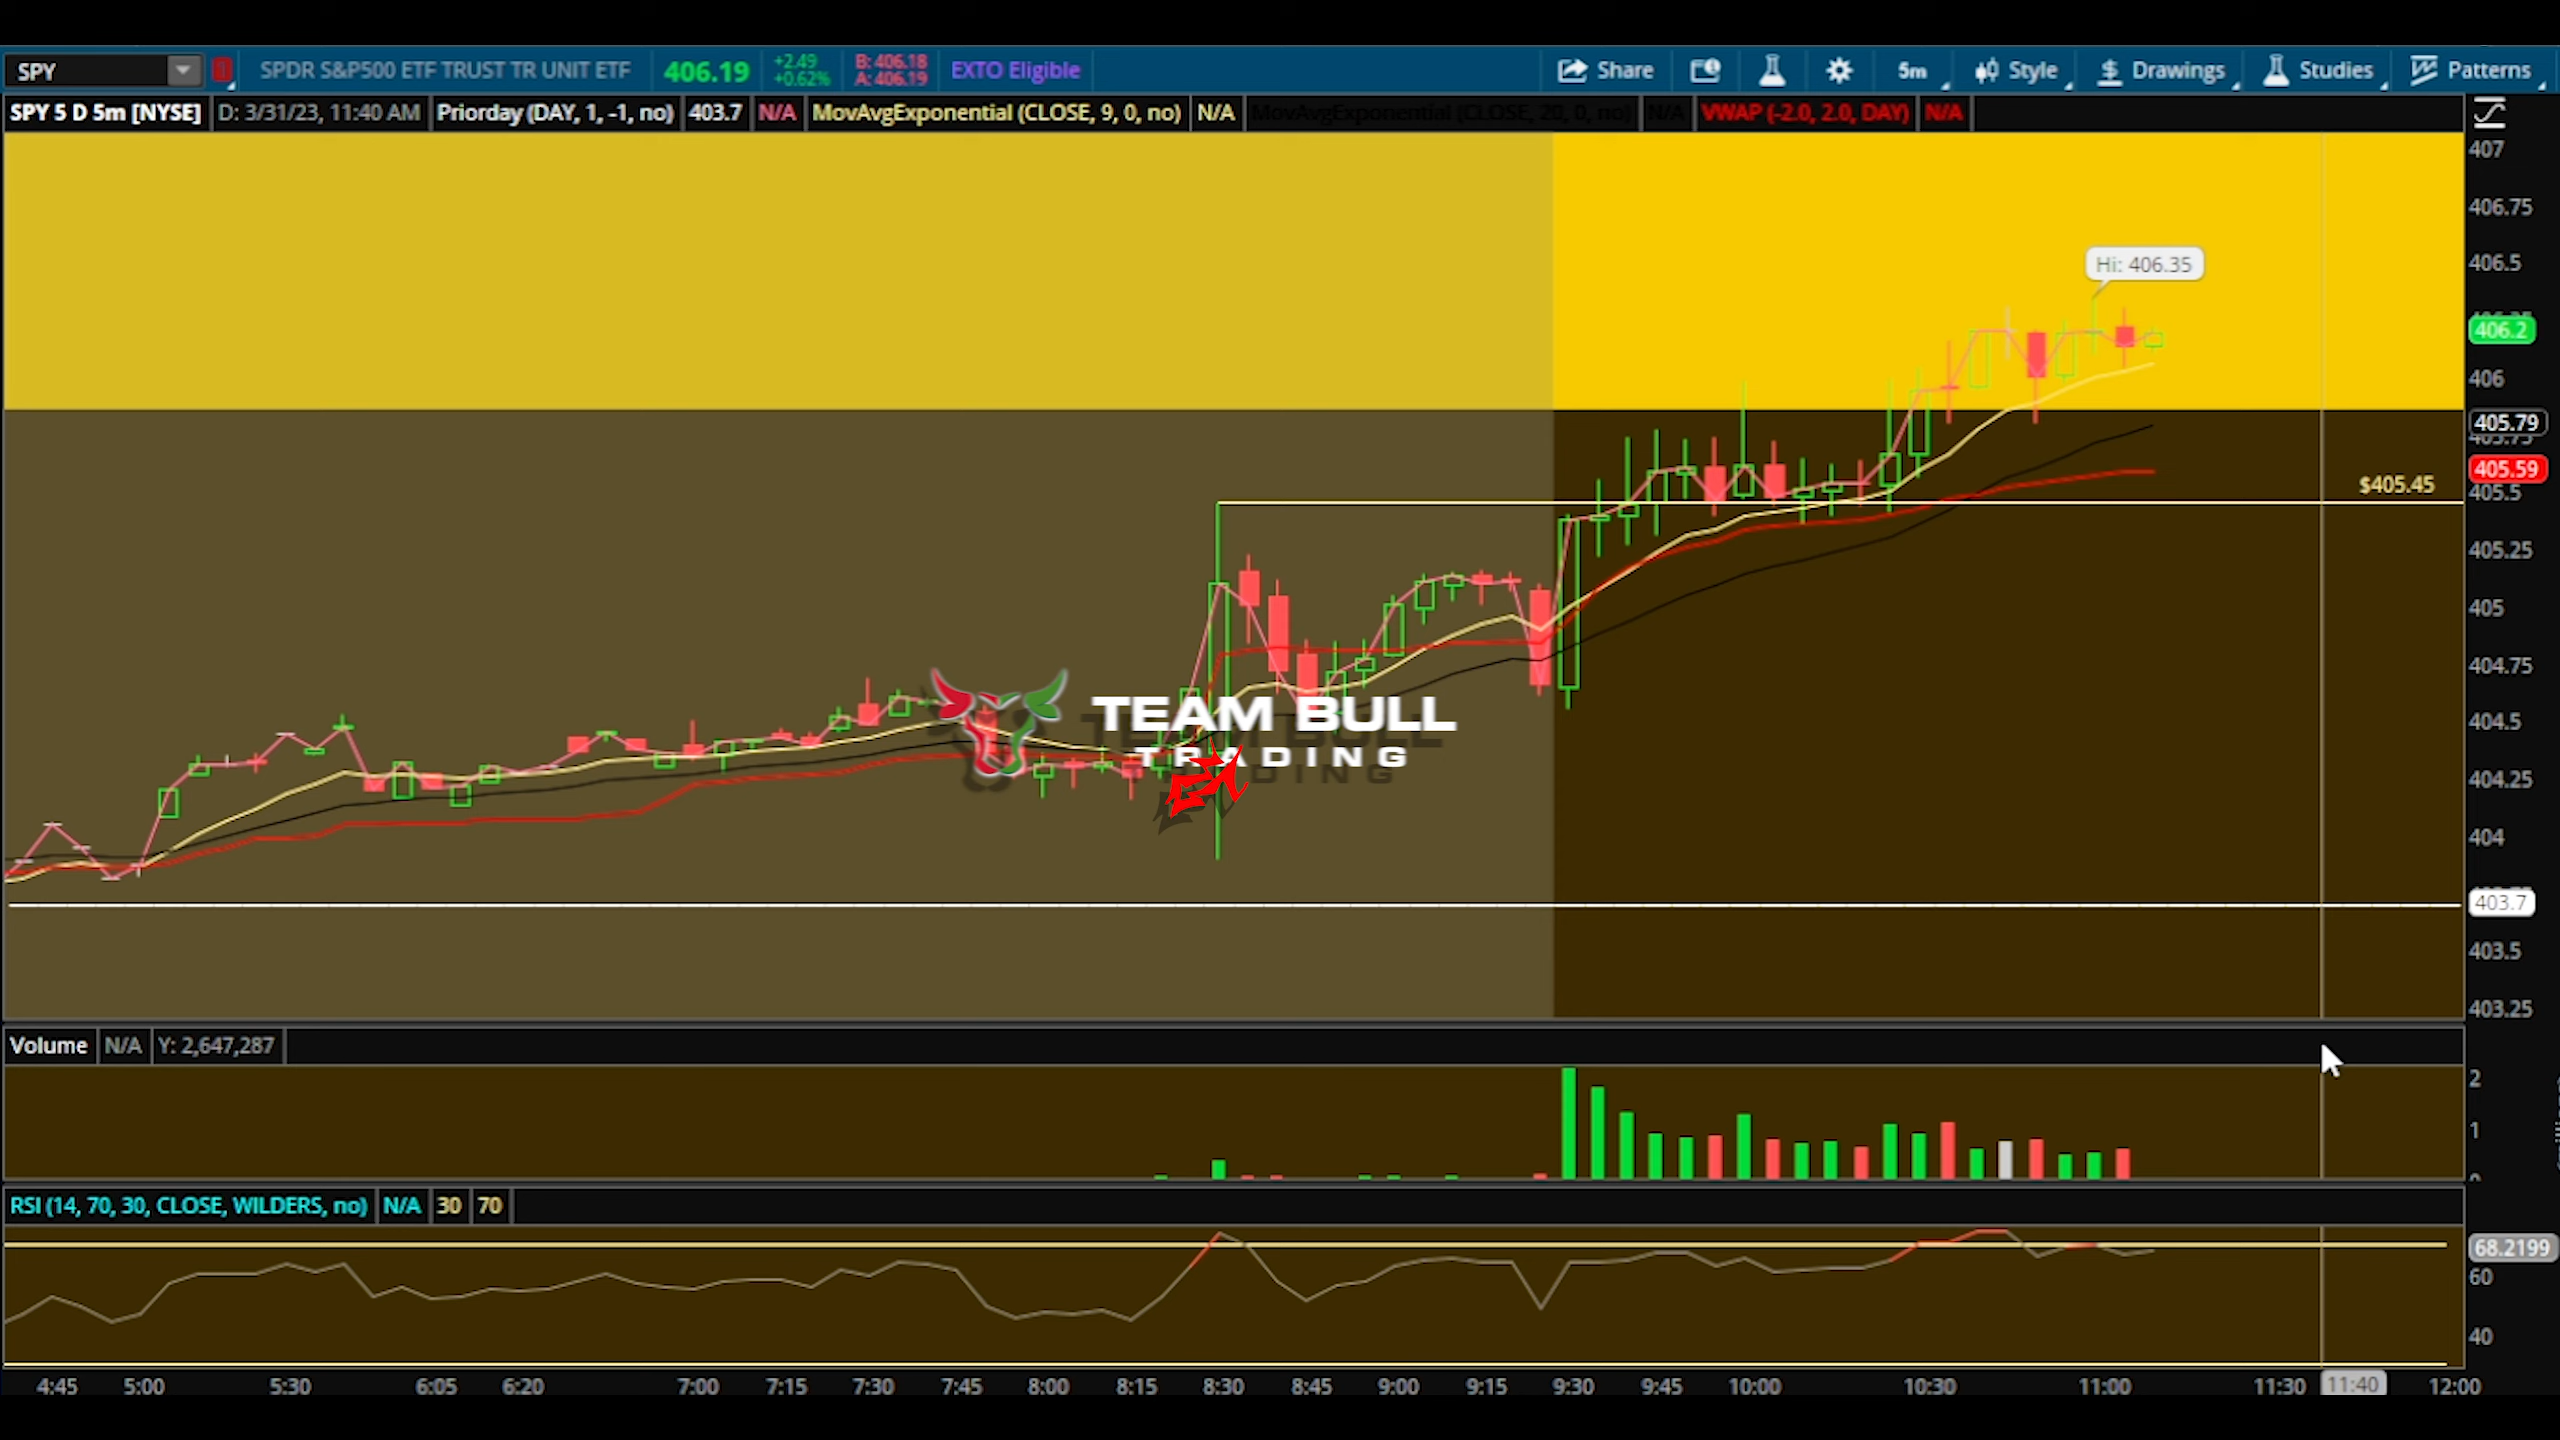 SPY SPDR S&P500 ETF TRUST TR UNIT ETF 406.19 +2.49 +0.62% B: 406.18 A: 406.19 EXTO Eligible Share 5m Style Drawings Studies Patterns
SPY 5 D 5m [NYSE] D: 3/31/23, 11:40 AM Priorday (DAY, 1, -1, no) 403.7 N/A MovAvgExponential (CLOSE, 9, 0, no) N/A MovAvgExponential (CLOSE, 20, 0, no) N/A VWAP (-2.0, 2.0, DAY) N/A
407
406.75
406.5
Hi: 406.35
406.2
406
405.79
405.59
$405.45
405.5
405.25
405
404.75
404.5
404.25
404
403.7
403.5
403.25
TEAM BULL
TRADING
Volume N/A Y: 2,647,287
2
1
RSI (14, 70, 30, CLOSE, WILDERS, no) N/A 30 70
68.2199
60
40
4:45 5:00 5:30 6:05 6:20 7:00 7:15 7:30 7:45 8:00 8:15 8:30 8:45 9:00 9:15 9:30 9:45 10:00 10:30 11:00 11:30 11:40 12:00